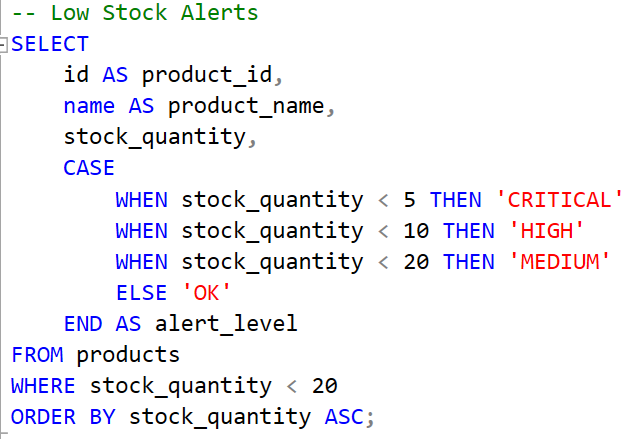 -- Low Stock Alerts
SELECT
    id AS product_id,
    name AS product_name,
    stock_quantity,
    CASE
        WHEN stock_quantity < 5 THEN 'CRITICAL'
        WHEN stock_quantity < 10 THEN 'HIGH'
        WHEN stock_quantity < 20 THEN 'MEDIUM'
        ELSE 'OK'
    END AS alert_level
FROM products
WHERE stock_quantity < 20
ORDER BY stock_quantity ASC;